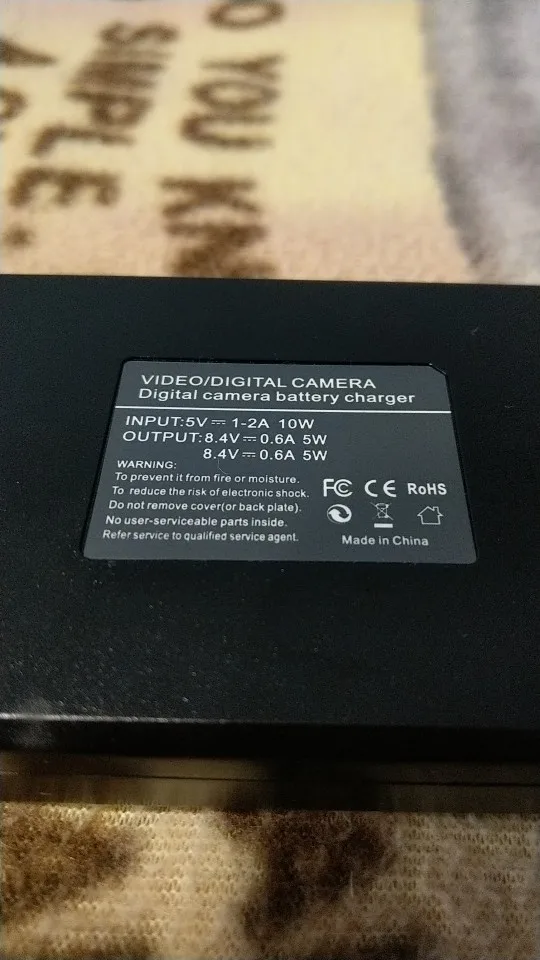 O YOU KN
SIMPLE
VIDEO/DIGITAL CAMERA
Digital camera battery charger
INPUT:5V⎓ 1-2A 10W
OUTPUT:8.4V⎓0.6A 5W
8.4V⎓0.6A 5W
WARNING:
To prevent it from fire or moisture.
To reduce the risk of electronic shock.
Do not remove cover(or back plate).
No user-serviceable parts inside.
Refer service to qualified service agent.
FC CE RoHS
Made in China